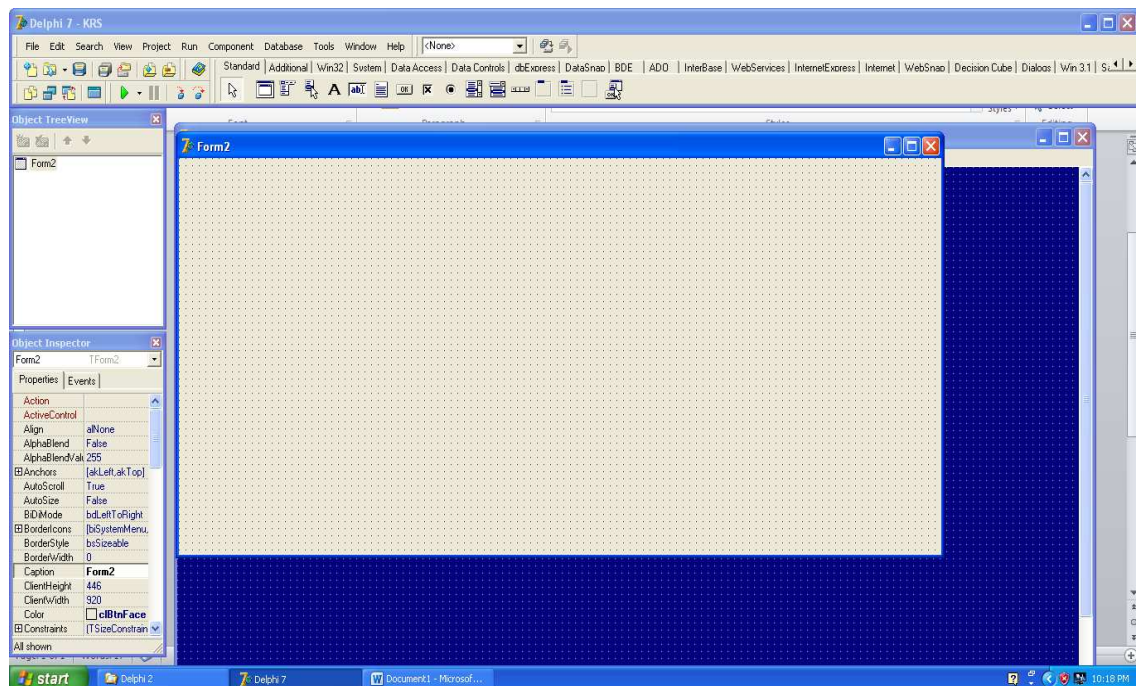 Delphi 7 - KRS
File Edit Search View Project Run Component Database Tools Window Help <None>
Standard Additional Win32 System Data Access Data Controls dbExpress DataSnap BDE ADO InterBase WebServices InternetExpress Internet WebSnap Decision Cube Dialogs Win 3.1
Object TreeView
Form2
Form2
Object Inspector
Form2 TForm2
Properties Events
Action
ActiveControl
Align alNone
AlphaBlend False
AlphaBlendVal 255
Anchors [akLeft,akTop]
AutoScroll True
AutoSize False
BiDiMode bdLeftToRight
BorderIcons [biSystemMenu,
BorderStyle bsSizeable
BorderWidth 0
Caption Form2
ClientHeight 446
ClientWidth 920
Color clBtnFace
Constraints (TSizeConstrain
All shown
start Delphi 2 Delphi 7 Document1 - Microsof... 10:18 PM